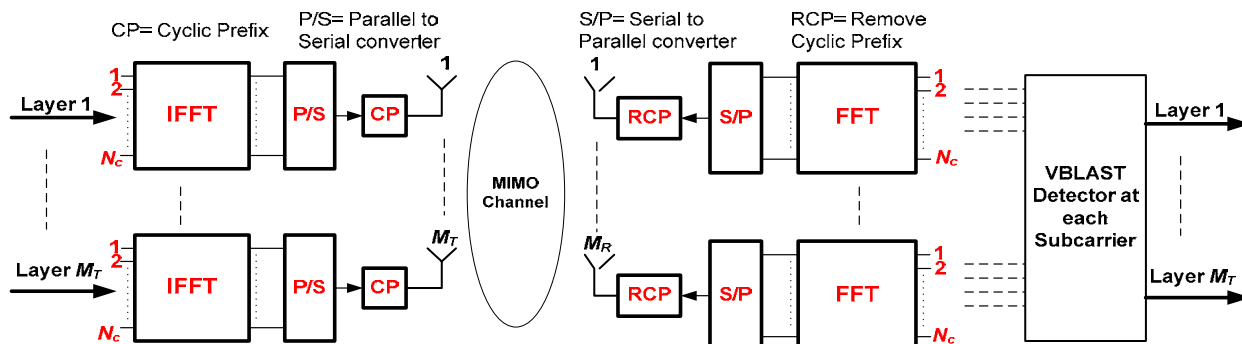 CP= Cyclic Prefix
P/S= Parallel to
Serial converter
S/P= Serial to
Parallel converter
RCP= Remove
Cyclic Prefix
Layer 1
1
2
N_c
IFFT
P/S
CP
1
Layer M_T
1
2
N_c
IFFT
P/S
CP
M_T
MIMO
Channel
1
RCP
S/P
FFT
1
2
N_c
M_R
RCP
S/P
FFT
1
2
N_c
VBLAST
Detector at
each
Subcarrier
Layer 1
Layer M_T